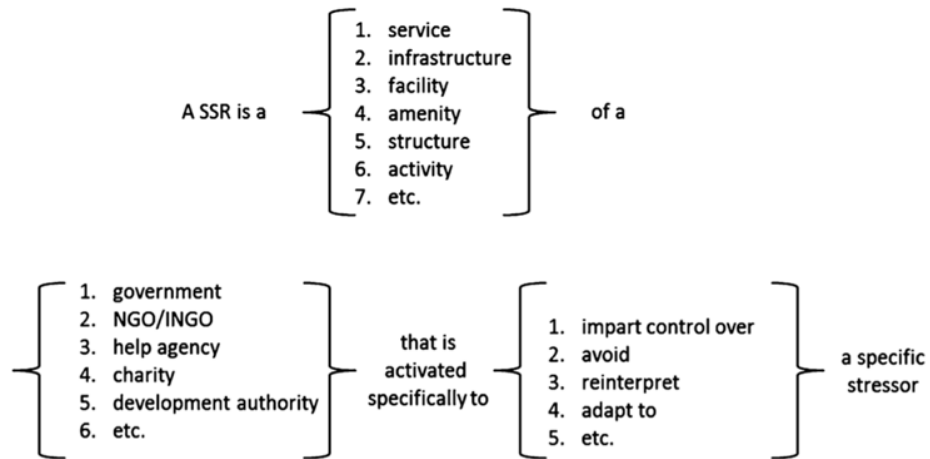 A SSR is a
1. service
2. infrastructure
3. facility
4. amenity
5. structure
6. activity
7. etc.
of a
1. government
2. NGO/INGO
3. help agency
4. charity
5. development authority
6. etc.
that is
activated
specifically to
1. impart control over
2. avoid
3. reinterpret
4. adapt to
5. etc.
a specific
stressor